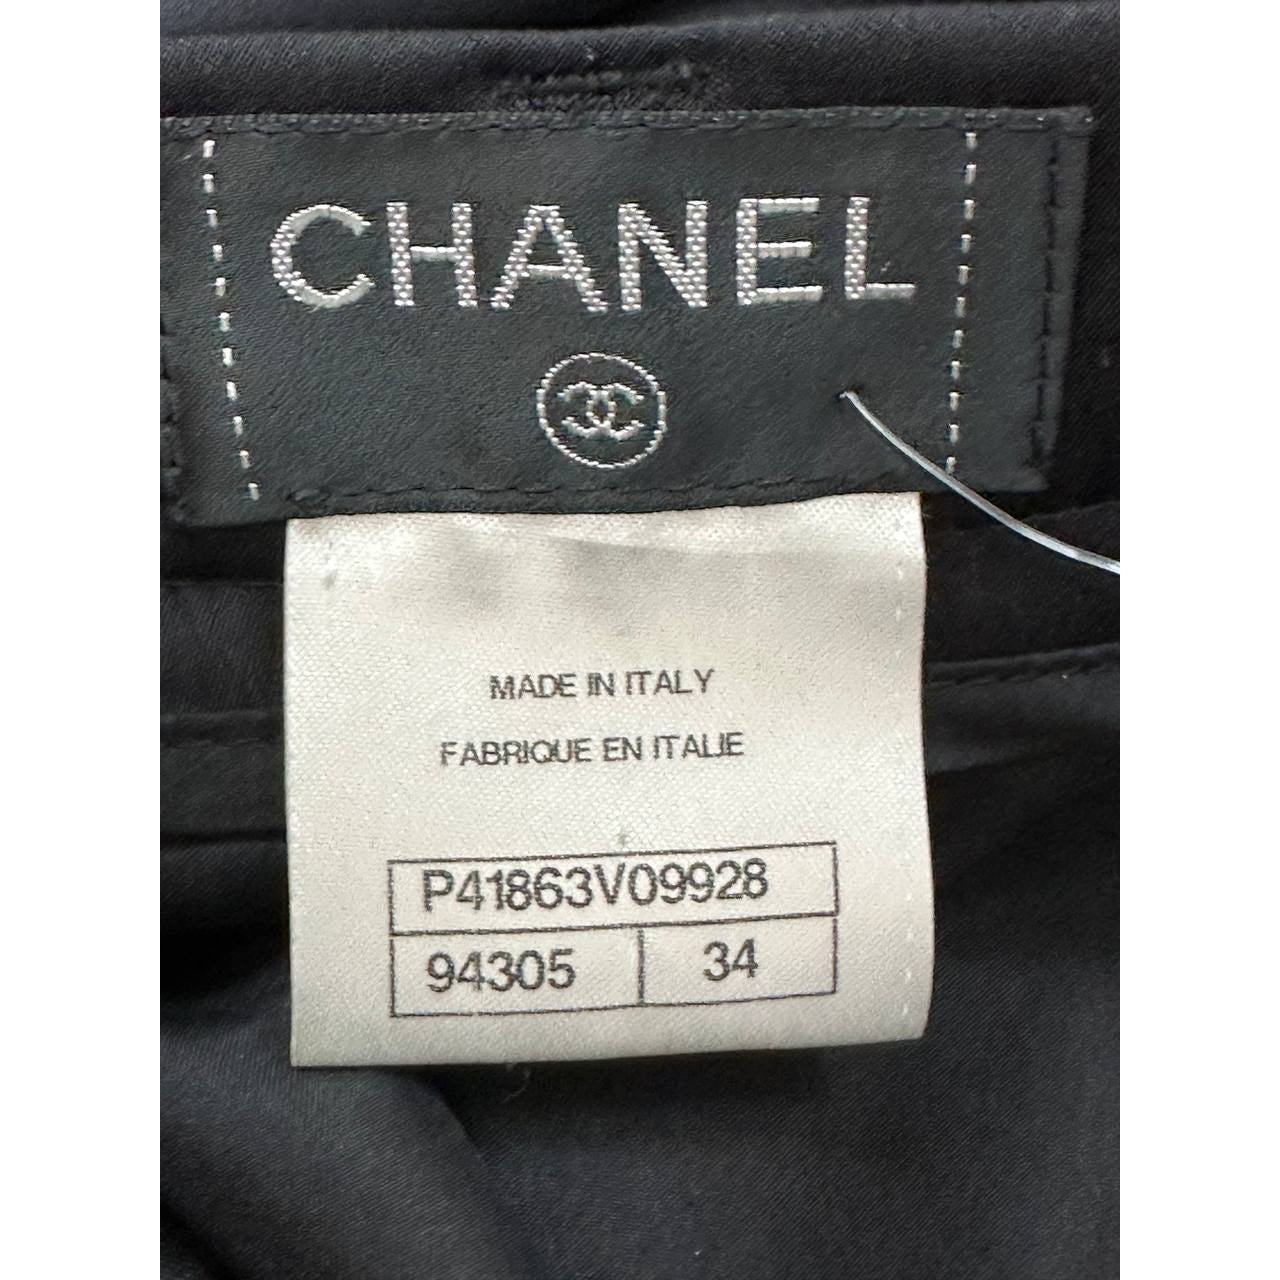 CHANEL
MADE IN ITALY
FABRIQUE EN ITALIE
P41863V09928
94305 34